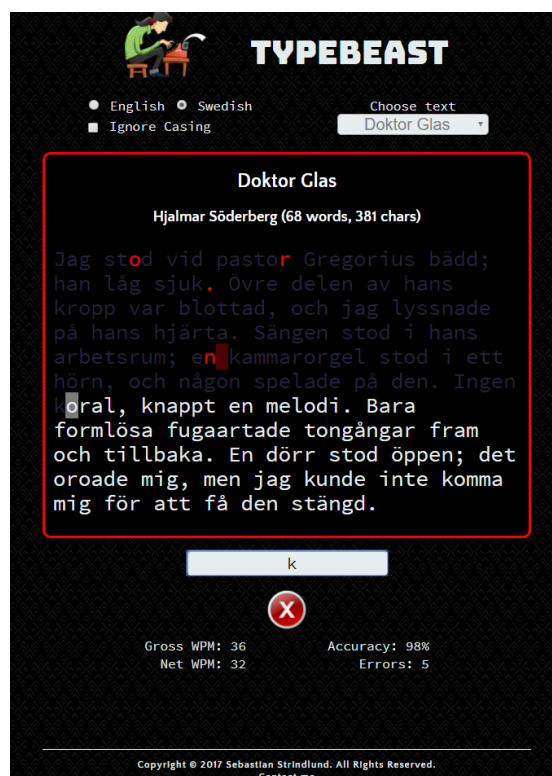 TYPEBEAST
English Swedish
Choose text
Ignore Casing
Doktor Glas
Doktor Glas
Hjalmar Söderberg (68 words, 381 chars)
Jag stod vid pastor Gregorius bädd;
han låg sjuk. Övre delen av hans
kropp var blottad, och jag lyssnade
på hans hjärta. Sängen stod i hans
arbetsrum; en kammarorgel stod i ett
hörn, och någon spelade på den. Ingen
koral, knappt en melodi. Bara
formlösa fugaartade tongångar fram
och tillbaka. En dörr stod öppen; det
oroade mig, men jag kunde inte komma
mig för att få den stängd.
k
X
Gross WPM: 36
Accuracy: 98%
Net WPM: 32
Errors: 5
Copyright © 2017 Sebastian Strindlund. All Rights Reserved.
Contact me